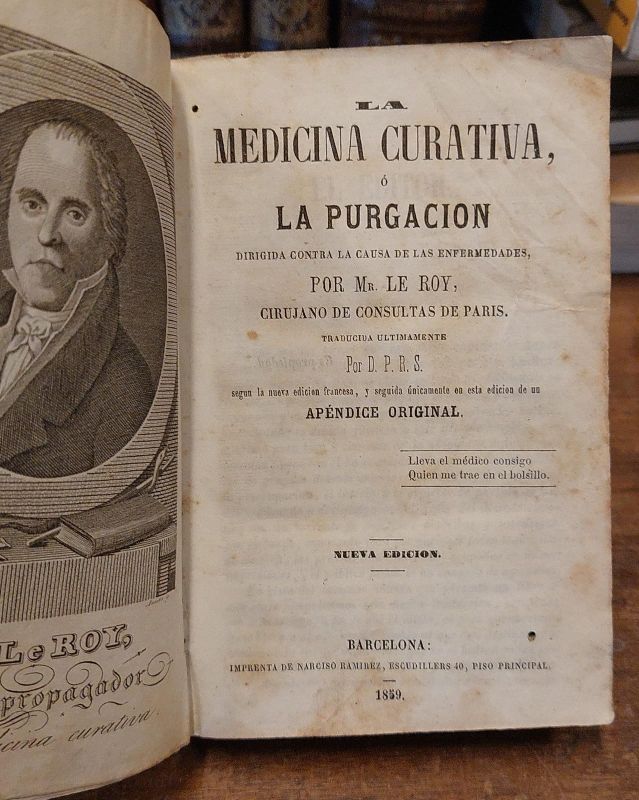 LA
MEDICINA CURATIVA,
ó
LA PURGACION
DIRIGIDA CONTRA LA CAUSA DE LAS ENFERMEDADES,
POR Mr. LE ROY,
CIRUJANO DE CONSULTAS DE PARIS.
TRADUCIDA ULTIMAMENTE
Por D. P. R. S.
segun la nueva edicion francesa, y seguida únicamente en esta edicion de un
APÉNDICE ORIGINAL.
Lleva el médico consigo
Quien me trae en el bolsillo.
NUEVA EDICION.
BARCELONA:
IMPRENTA DE NARCISO RAMIREZ, ESCUDILLERS 40, PISO PRINCIPAL.
1859.
Le ROY,
propagador
curativa.